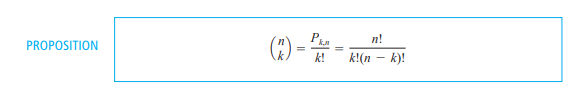 PROPOSITION
(n k) = P_{k,n} / k! = n! / k!(n − k)!